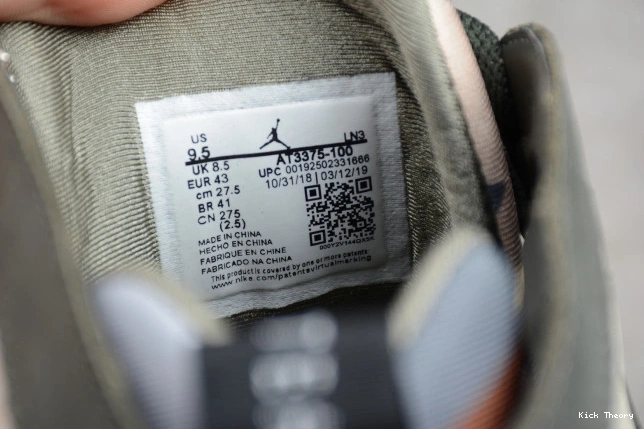 US
9.5
LN3
AT3375-100
UK 8.5
UPC 00192502331666
EUR 43
10/31/18 | 03/12/19
cm 27.5
BR 41
CN 275
(2.5)
MADE IN CHINA
HECHO EN CHINA
FABRIQUE EN CHINE
FABRICADO NA CHINA
This product is covered by one or more patents
www.nike.com/patents
virtualmarking
Kick Theory